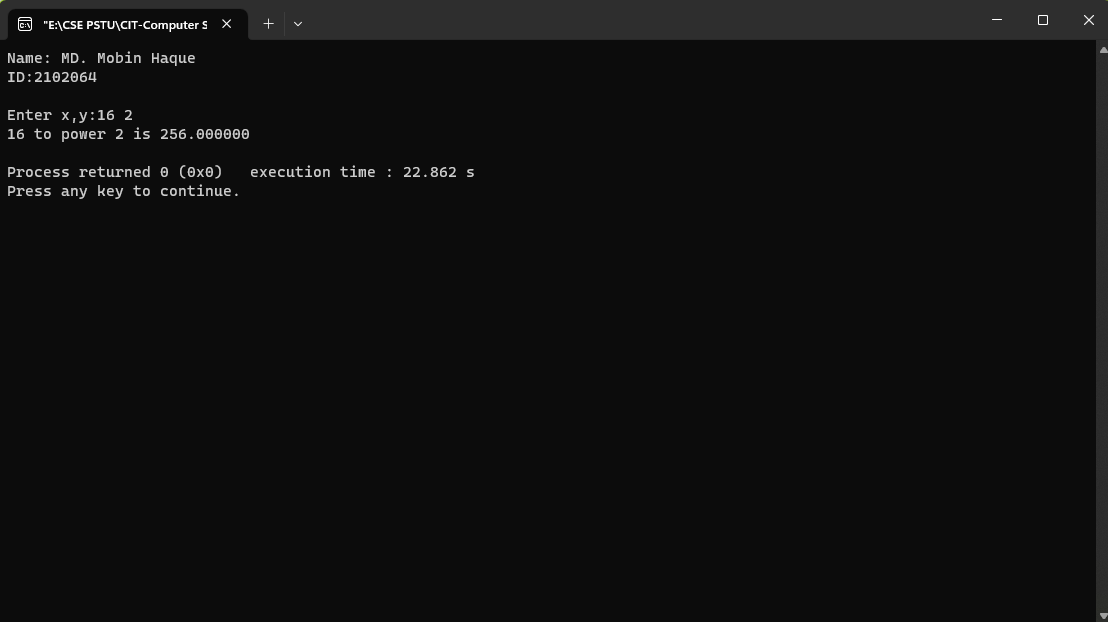 "E:\CSE PSTU\CIT-Computer S
Name: MD. Mobin Haque
ID:2102064
Enter x,y:16 2
16 to power 2 is 256.000000
Process returned 0 (0x0)   execution time : 22.862 s
Press any key to continue.